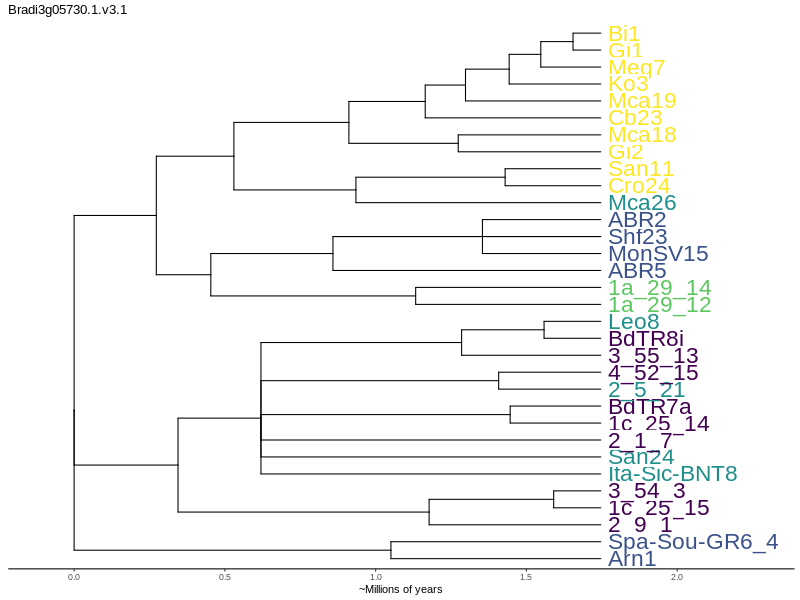 Bradi3g05730.1.v3.1
Bi1
Gi1
Meg7
Ko3
Mca19
Cb23
Mca18
Gi2
San11
Cro24
Mca26
ABR2
Shf23
MonSV15
ABR5
1a_29_14
1a_29_12
Leo8
BdTR8i
3_55_13
4_52_15
2_5_21
BdTR7a
1c_25_14
2_1_7
San24
Ita-Sic-BNT8
3_54_3
1c_25_15
2_9_1
Spa-Sou-GR6_4
Arn1
0.0 0.5 1.0 1.5 2.0
~Millions of years